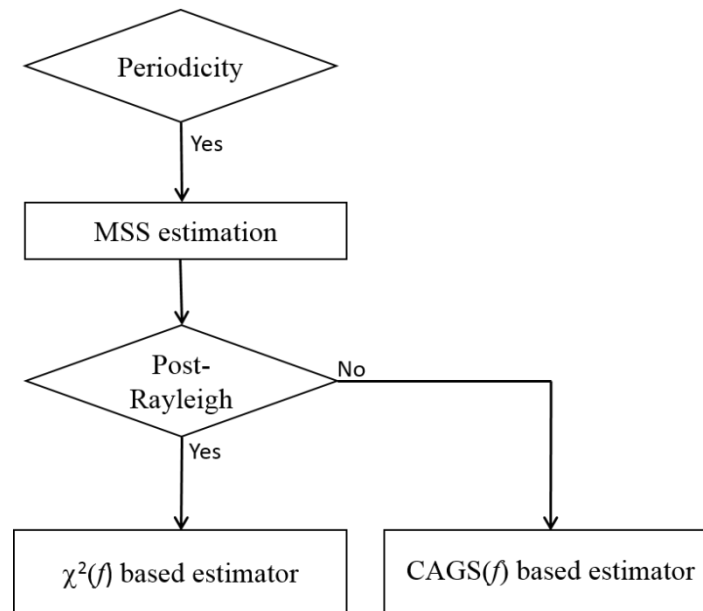 Periodicity
Yes
MSS estimation
Post-
Rayleigh
No
Yes
χ²(f) based estimator
CAGS(f) based estimator